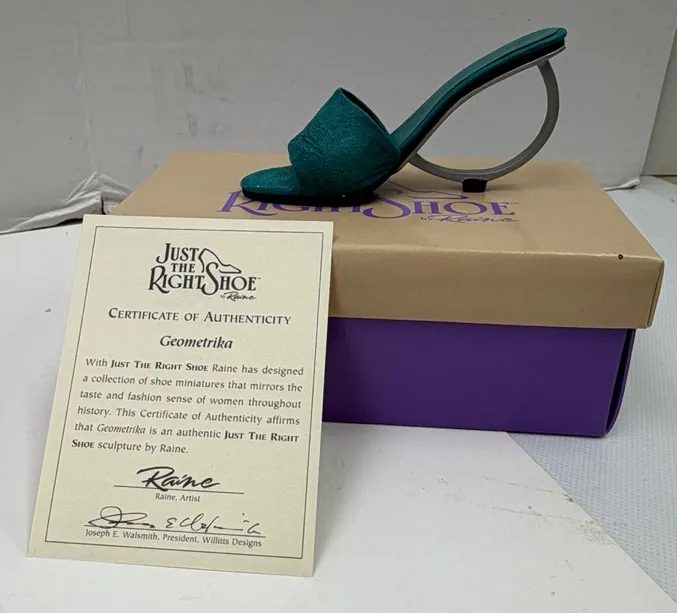 RIGHT SHOE
by Raine
JUST
THE
RIGHT SHOE™
by Raine
CERTIFICATE OF AUTHENTICITY
Geometrika
With JUST THE RIGHT SHOE Raine has designed
a collection of shoe miniatures that mirrors the
taste and fashion sense of women throughout
history. This Certificate of Authenticity affirms
that Geometrika is an authentic JUST THE RIGHT
SHOE sculpture by Raine.
Raine
Raine, Artist
Joseph E. Walsmith, President, Willitts Designs